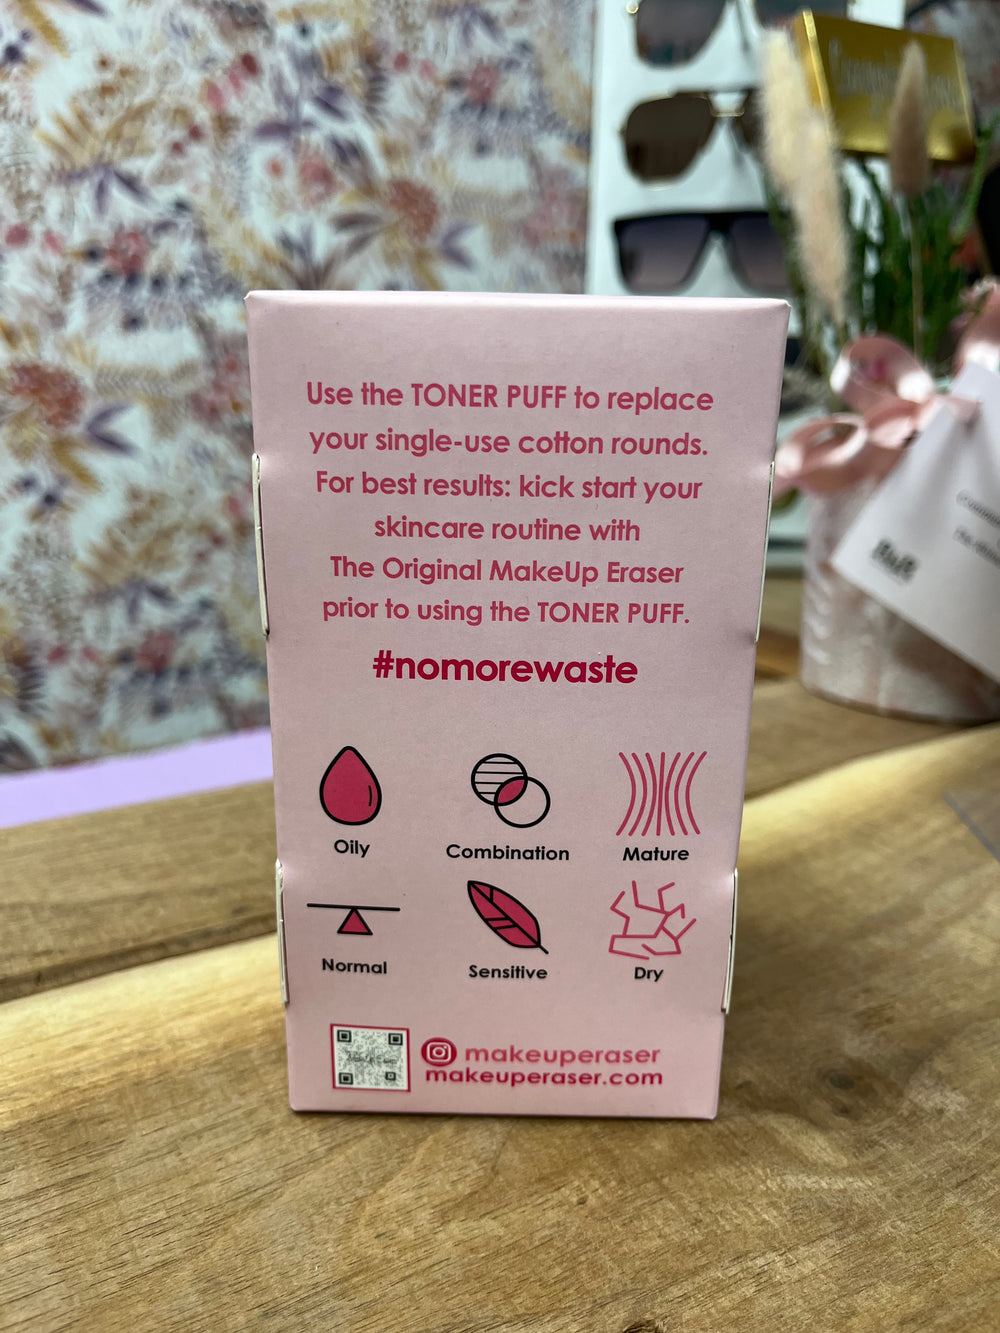 Use the TONER PUFF to replace
your single-use cotton rounds.
For best results: kick start your
skincare routine with
The Original MakeUp Eraser
prior to using the TONER PUFF.
#nomorewaste
Oily
Combination
Mature
Normal
Sensitive
Dry
makeuperaser
makeuperaser.com